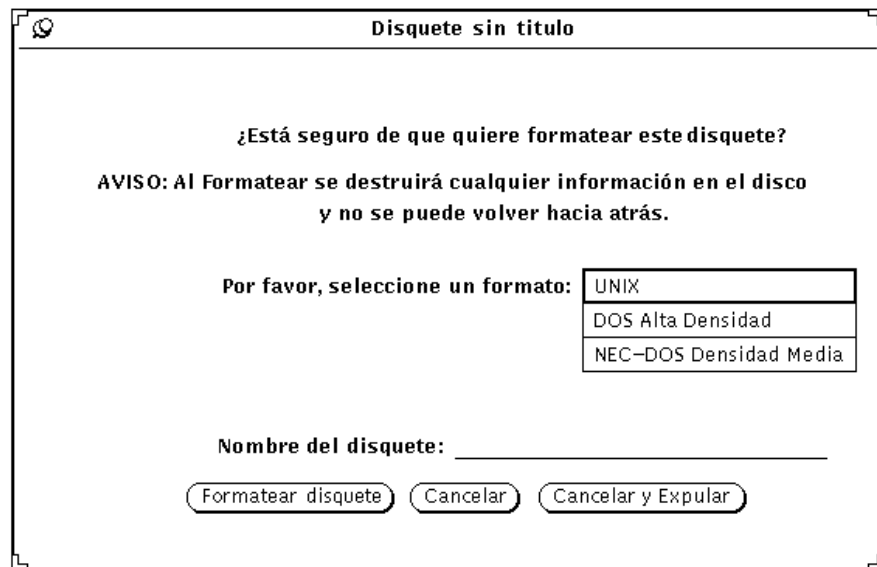 Disquete sin titulo
¿Está seguro de que quiere formatear este disquete?
AVISO: Al Formatear se destruirá cualquier información en el disco
y no se puede volver hacia atrás.
Por favor, seleccione un formato: UNIX
DOS Alta Densidad
NEC-DOS Densidad Media
Nombre del disquete:
Formatear disquete Cancelar Cancelar y Expular